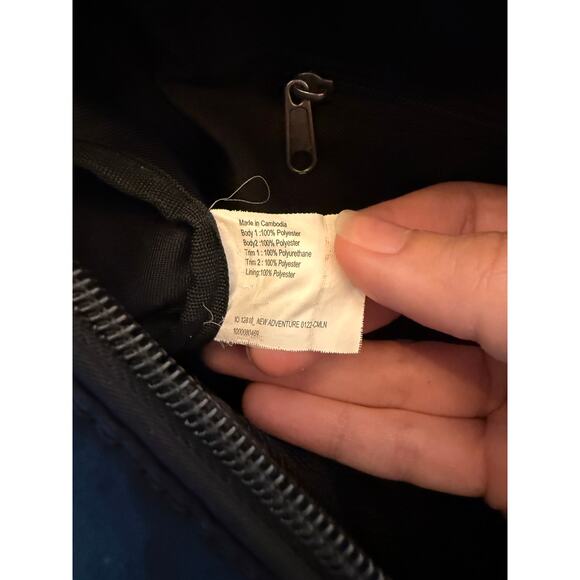 Made in Cambodia
Body 1 :100% Polyester
Body2 :100% Polyester
Trim 1 : 100% Polyurethane
Trim 2 : 100% Polyester
Lining:100% Polyester
NEW ADVENTURE 0122-CMLN